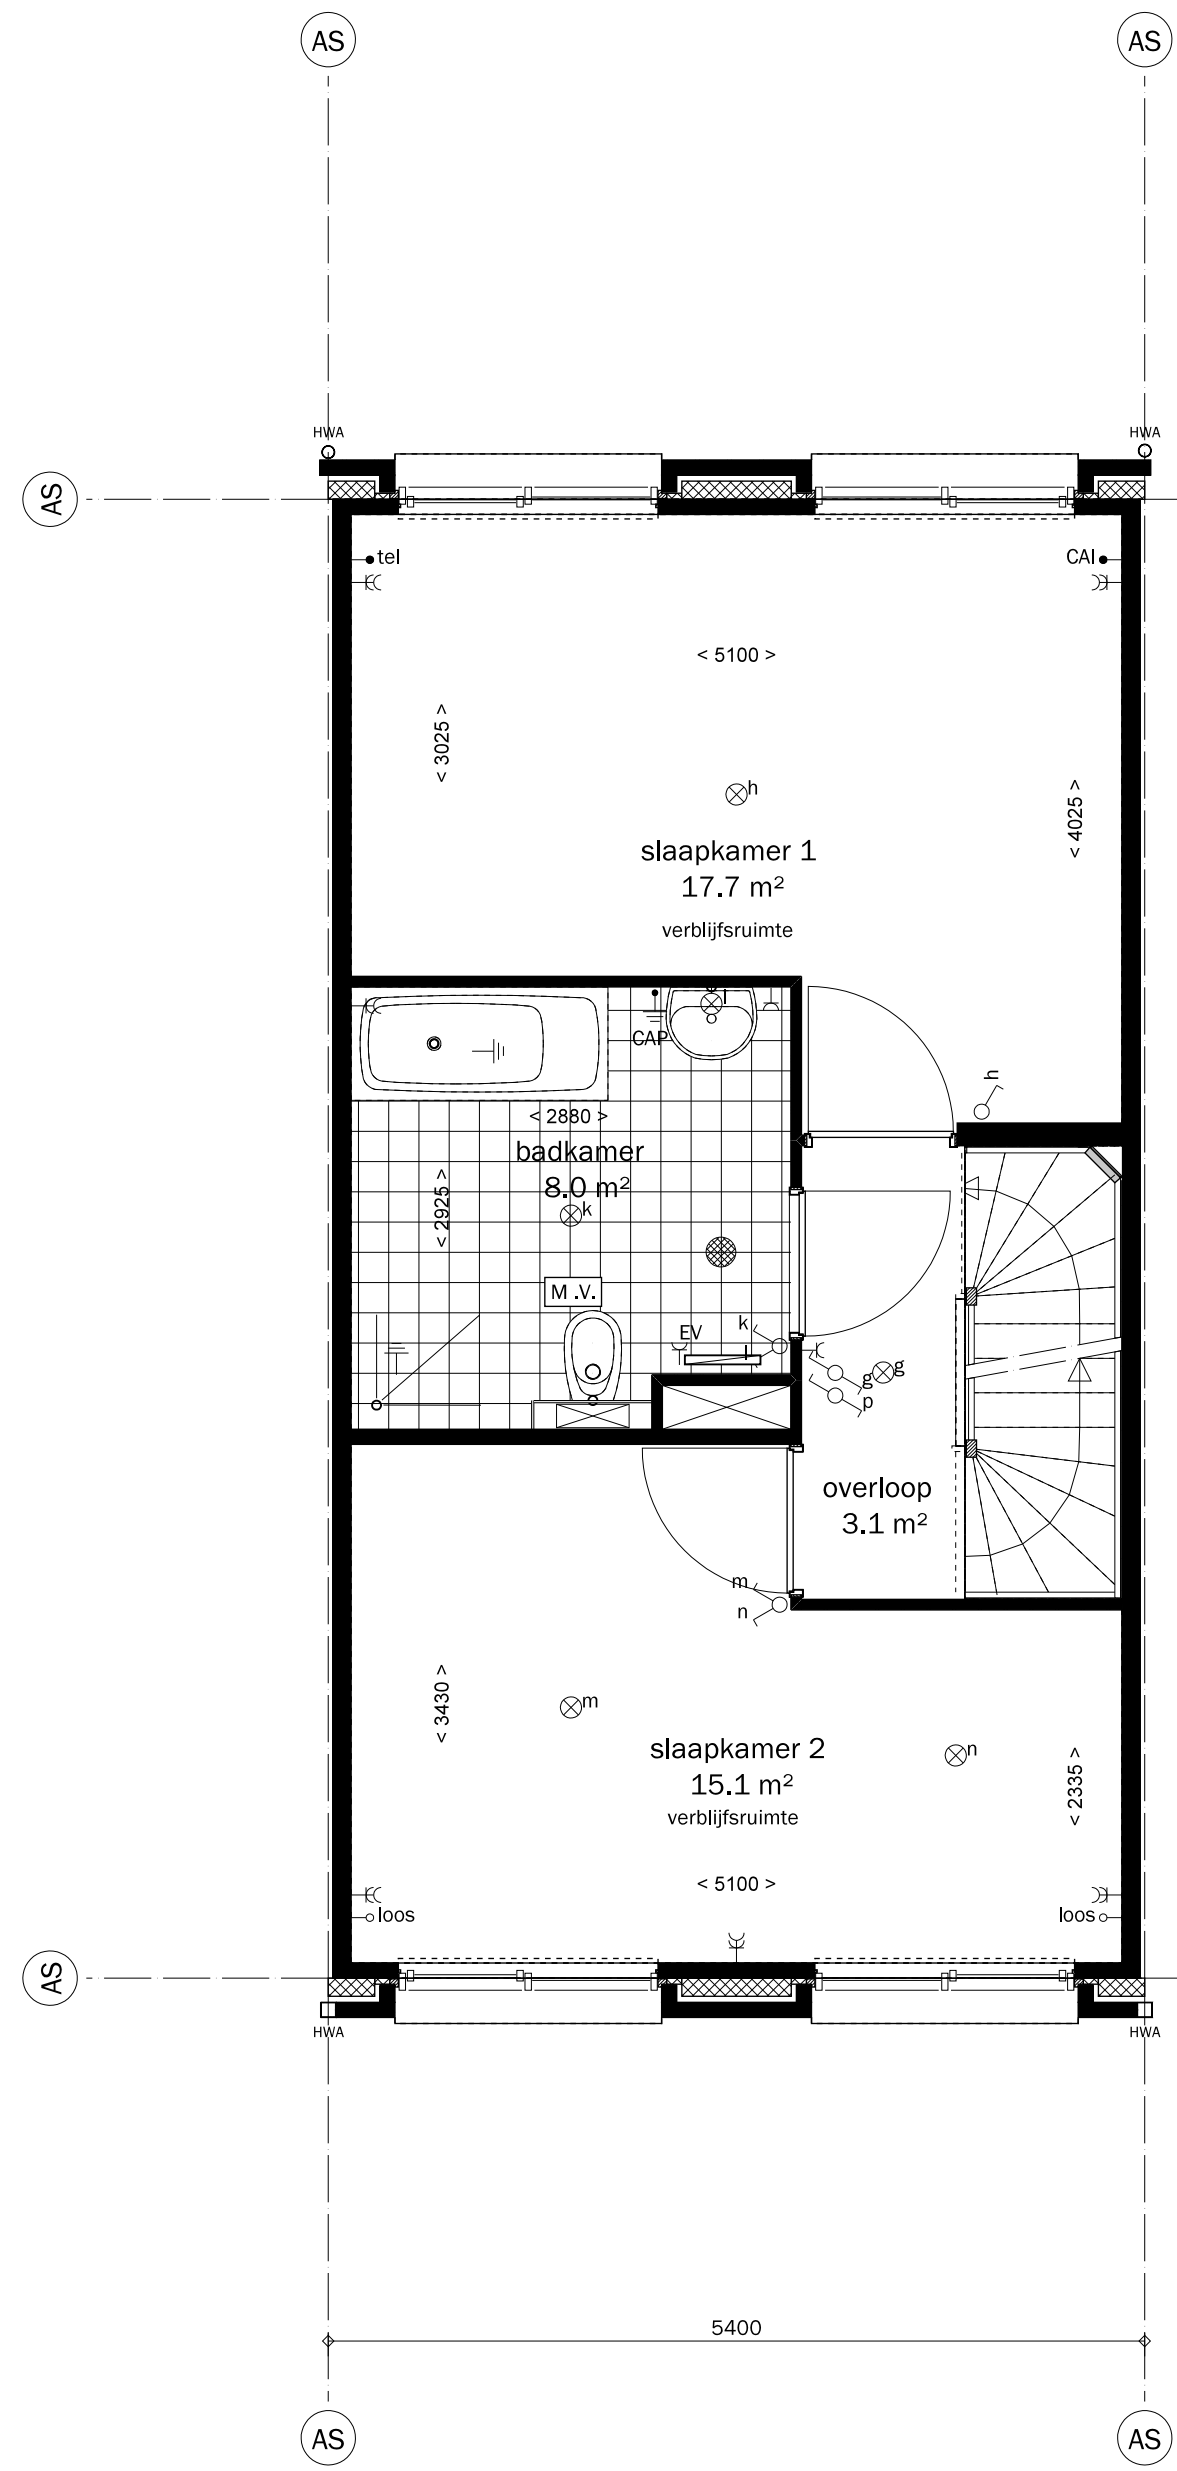 AS
AS
HWA
HWA
AS
tel
CAI
< 5100 >
< 3025 >
< 4025 >
h
slaapkamer 1
17.7 m²
verblijfsruimte
l
CAP
h
< 2880 >
badkamer
8.0 m²
k
< 2925 >
M .V.
EV
k
l
g
g
p
overloop
3.1 m²
m
n
< 3430 >
m
slaapkamer 2
15.1 m²
verblijfsruimte
n
< 2335 >
< 5100 >
loos
loos
AS
HWA
HWA
5400
AS
AS